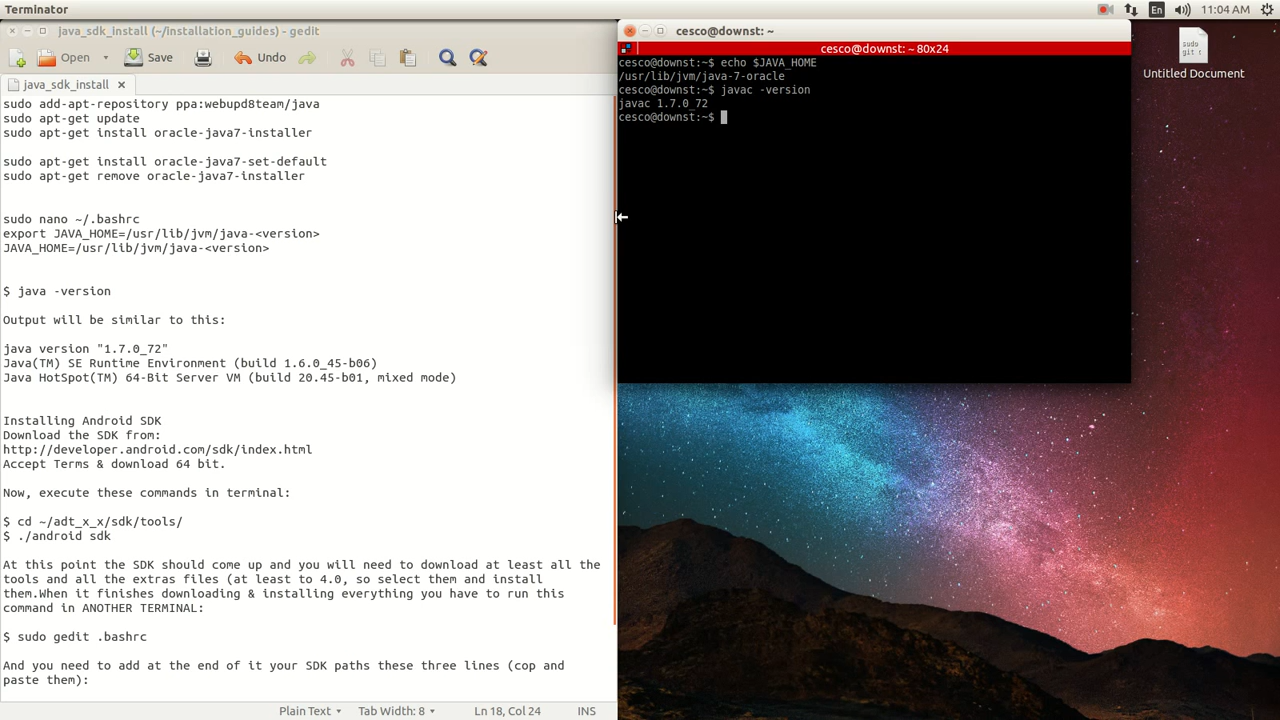 Terminator
En
11:04 AM
java_sdk_install (~/Installation_guides) - gedit
Open
Save
Undo
java_sdk_install
sudo add-apt-repository ppa:webupd8team/java
sudo apt-get update
sudo apt-get install oracle-java7-installer
sudo apt-get install oracle-java7-set-default
sudo apt-get remove oracle-java7-installer
sudo nano ~/.bashrc
export JAVA_HOME=/usr/lib/jvm/java-<version>
JAVA_HOME=/usr/lib/jvm/java-<version>
$ java -version
Output will be similar to this:
java version "1.7.0_72"
Java(TM) SE Runtime Environment (build 1.6.0_45-b06)
Java HotSpot(TM) 64-Bit Server VM (build 20.45-b01, mixed mode)
Installing Android SDK
Download the SDK from:
http://developer.android.com/sdk/index.html
Accept Terms & download 64 bit.
Now, execute these commands in terminal:
$ cd ~/adt_x_x/sdk/tools/
$ ./android sdk
At this point the SDK should come up and you will need to download at least all the
tools and all the extras files (at least to 4.0, so select them and install
them.When it finishes downloading & installing everything you have to run this
command in ANOTHER TERMINAL:
$ sudo gedit .bashrc
And you need to add at the end of it your SDK paths these three lines (cop and
paste them):
Plain Text
Tab Width: 8
Ln 18, Col 24
INS
cesco@downst: ~
cesco@downst: ~ 80x24
cesco@downst:~$ echo $JAVA_HOME
/usr/lib/jvm/java-7-oracle
cesco@downst:~$ javac -version
javac 1.7.0_72
cesco@downst:~$
sudo
git c
Untitled Document